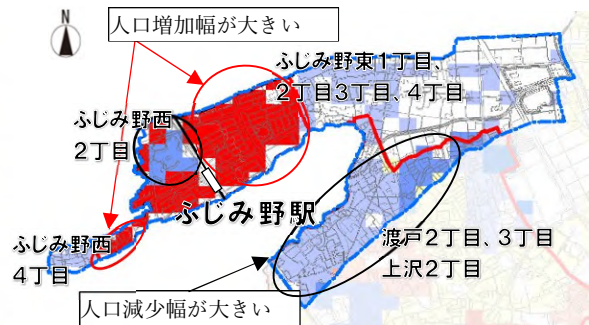 人口増加幅が大きい
N
ふじみ野東1丁目、
2丁目3丁目、4丁目
ふじみ野西
2丁目
ふじみ野駅
ふじみ野西
4丁目
渡戸2丁目、3丁目
上沢2丁目
人口減少幅が大きい